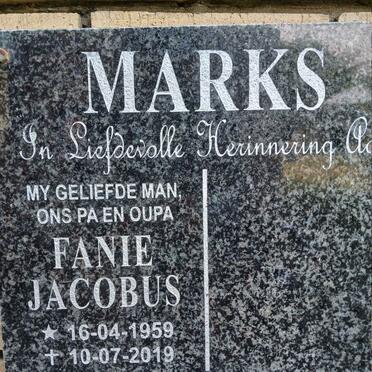 MARKS
In Liefdevolle Herinnering Aa
MY GELIEFDE MAN,
ONS PA EN OUPA
FANIE
JACOBUS
★ 16-04-1959
✝ 10-07-2019